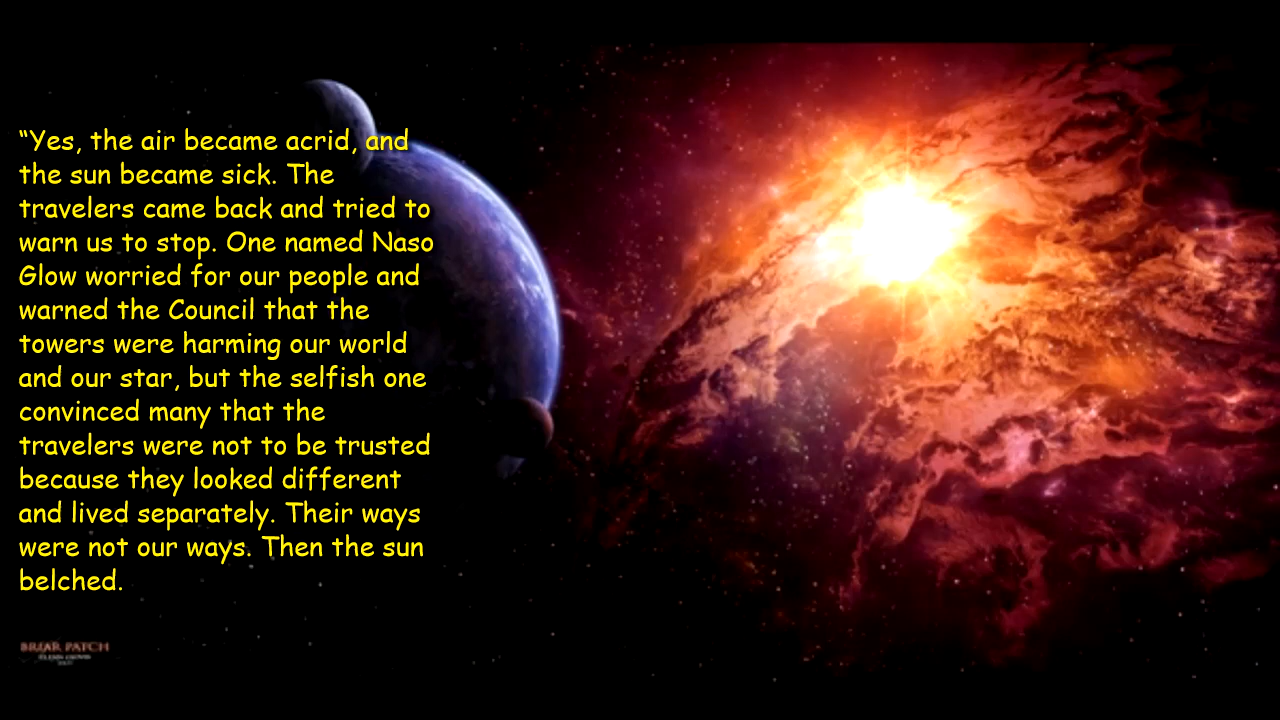 “Yes, the air became acrid, and
the sun became sick. The
travelers came back and tried to
warn us to stop. One named Naso
Glow worried for our people and
warned the Council that the
towers were harming our world
and our star, but the selfish one
convinced many that the
travelers were not to be trusted
because they looked different
and lived separately. Their ways
were not our ways. Then the sun
belched.
BRIAR PATCH